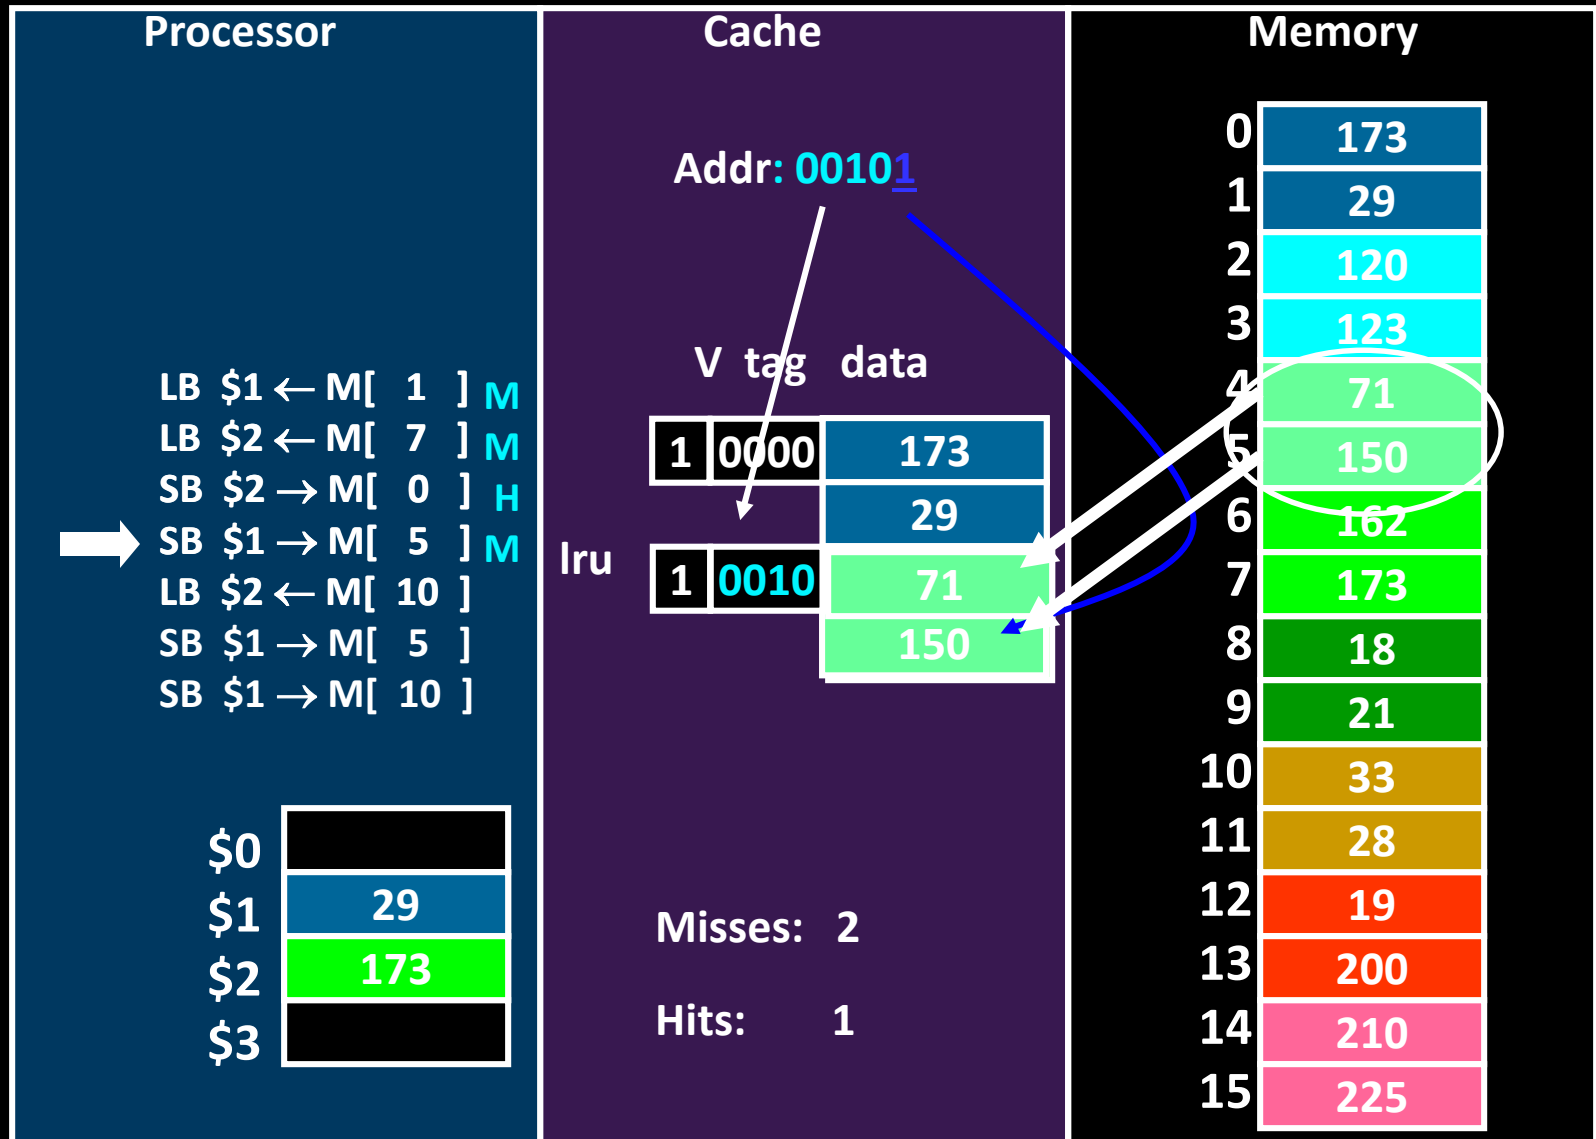 Processor
LB $1 ← M[ 1 ] M
LB $2 ← M[ 7 ] M
SB $2 → M[ 0 ] H
SB $1 → M[ 5 ] M
LB $2 ← M[ 10 ]
SB $1 → M[ 5 ]
SB $1 → M[ 10 ]
$0
$1 29
$2 173
$3
Cache
Addr: 00101
V tag data
1 0000 173
29
lru
1 0010 71
150
Misses: 2
Hits: 1
Memory
0 173
1 29
2 120
3 123
4 71
5 150
6 162
7 173
8 18
9 21
10 33
11 28
12 19
13 200
14 210
15 225